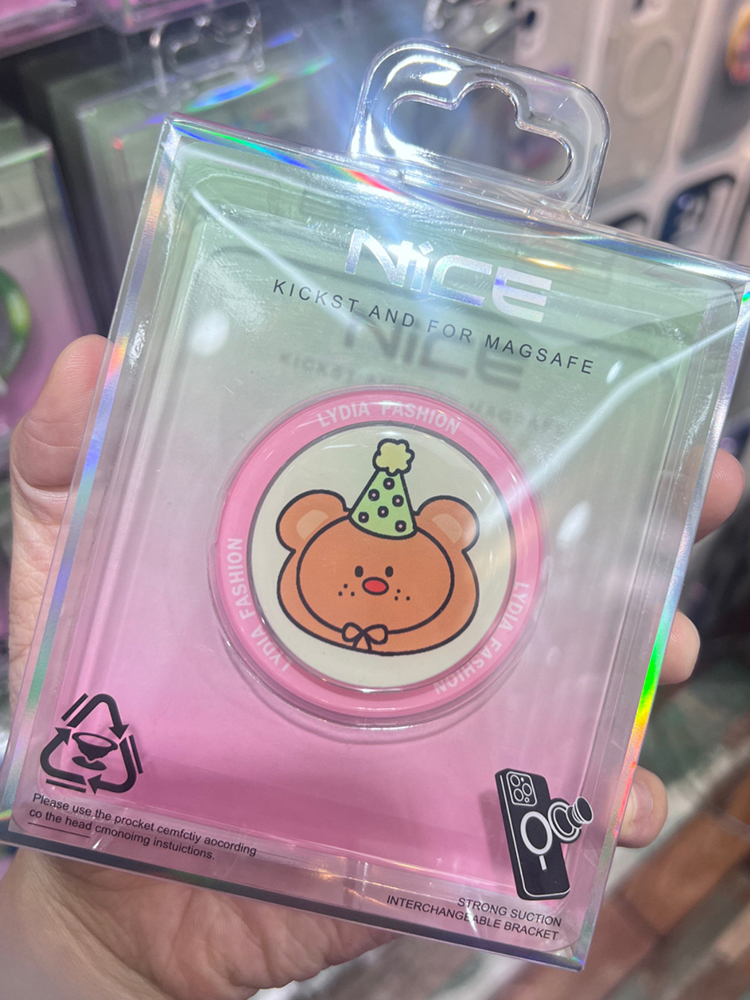 NiCE
KICKST AND FOR MAGSAFE
LYDIA FASHION
LYDIA FASHION
LYDIA FASHION
Please use the procket cemfctiy aocording
co the head cmonoimg instuictions.
STRONG SUCTION
INTERCHANGEABLE BRACKET